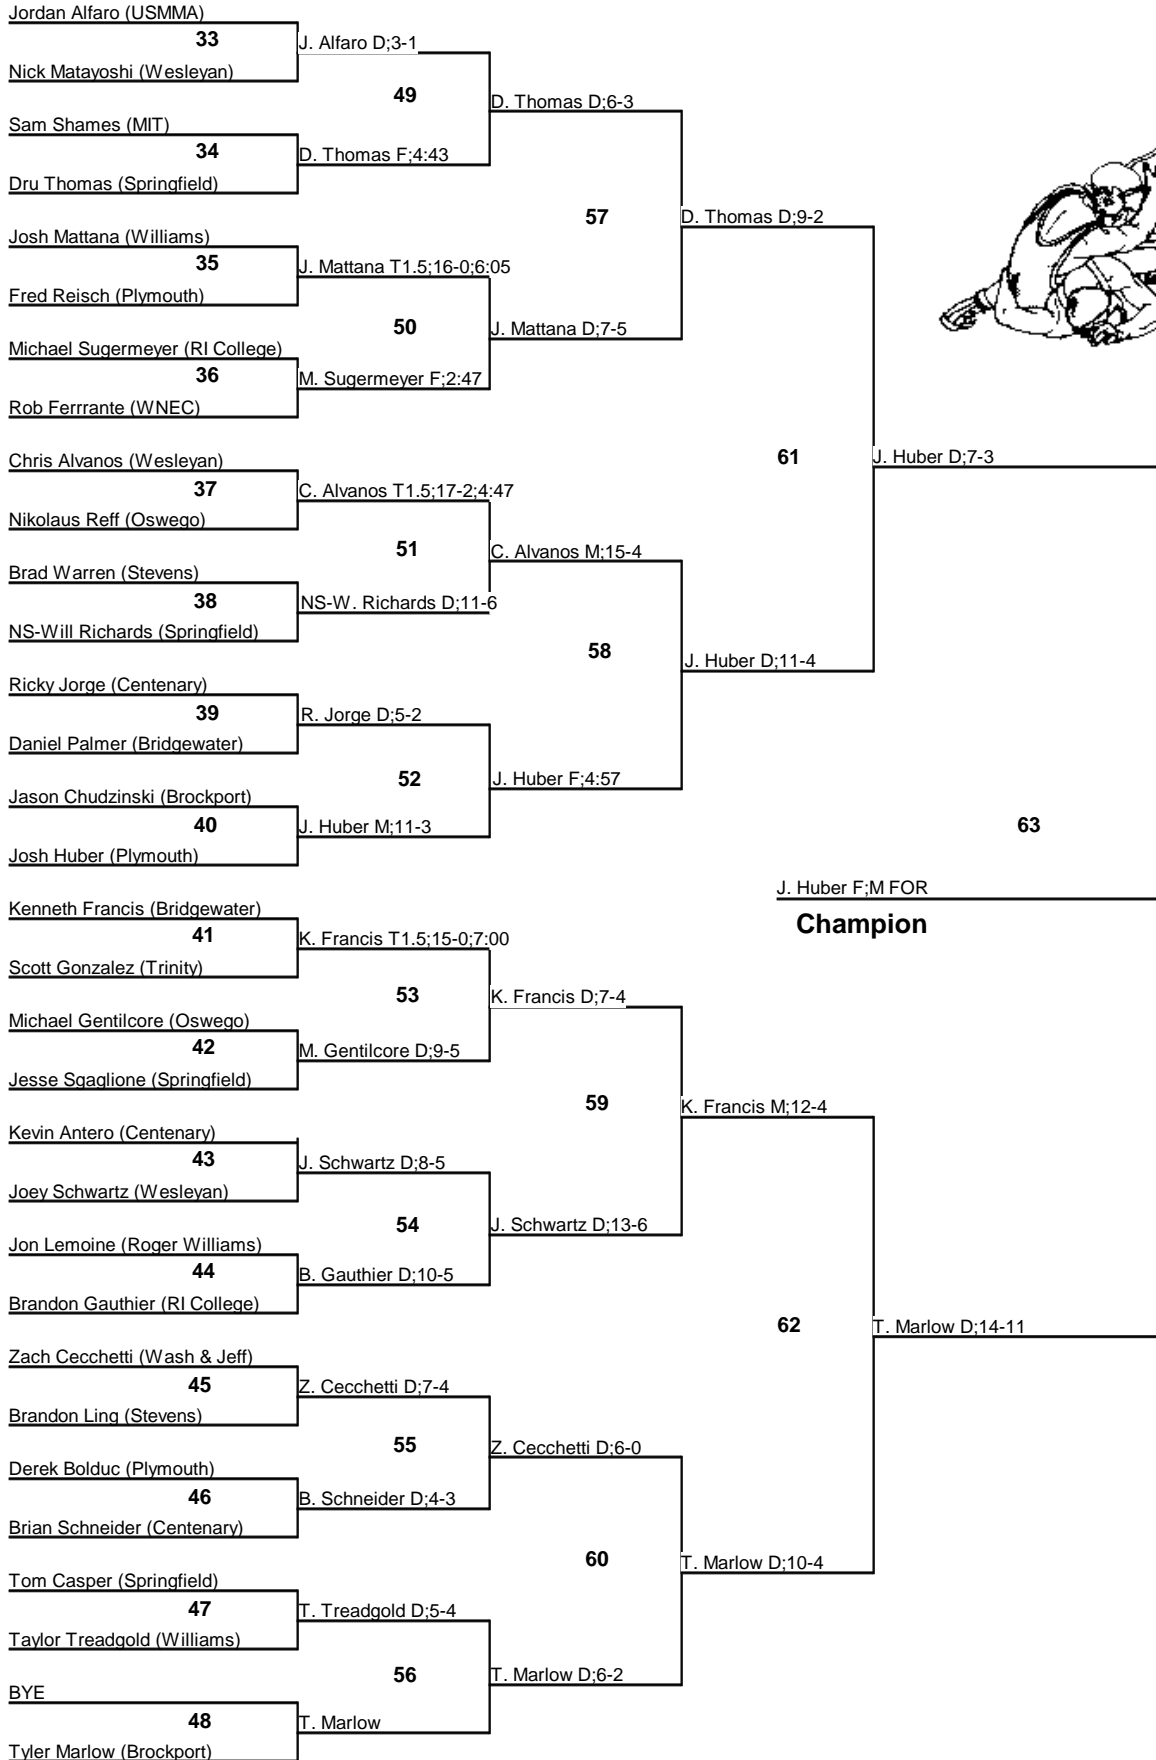 Jordan Alfaro (USMMA)
33
J. Alfaro D;3-1
Nick Matayoshi (Wesleyan)
49
D. Thomas D;6-3
Sam Shames (MIT)
34
D. Thomas F;4:43
Dru Thomas (Springfield)
57
D. Thomas D;9-2
Josh Mattana (Williams)
35
J. Mattana T1.5;16-0;6:05
Fred Reisch (Plymouth)
50
J. Mattana D;7-5
Michael Sugermeyer (RI College)
36
M. Sugermeyer F;2:47
Rob Ferrrante (WNEC)
61
J. Huber D;7-3
Chris Alvanos (Wesleyan)
37
C. Alvanos T1.5;17-2;4:47
Nikolaus Reff (Oswego)
51
C. Alvanos M;15-4
Brad Warren (Stevens)
38
NS-W. Richards D;11-6
NS-Will Richards (Springfield)
58
J. Huber D;11-4
Ricky Jorge (Centenary)
39
R. Jorge D;5-2
Daniel Palmer (Bridgewater)
52
J. Huber F;4:57
Jason Chudzinski (Brockport)
40
J. Huber M;11-3
Josh Huber (Plymouth)
63
J. Huber F;M FOR
Champion
Kenneth Francis (Bridgewater)
41
K. Francis T1.5;15-0;7:00
Scott Gonzalez (Trinity)
53
K. Francis D;7-4
Michael Gentilcore (Oswego)
42
M. Gentilcore D;9-5
Jesse Sgaglione (Springfield)
59
K. Francis M;12-4
Kevin Antero (Centenary)
43
J. Schwartz D;8-5
Joey Schwartz (Wesleyan)
54
J. Schwartz D;13-6
Jon Lemoine (Roger Williams)
44
B. Gauthier D;10-5
Brandon Gauthier (RI College)
62
T. Marlow D;14-11
Zach Cecchetti (Wash & Jeff)
45
Z. Cecchetti D;7-4
Brandon Ling (Stevens)
55
Z. Cecchetti D;6-0
Derek Bolduc (Plymouth)
46
B. Schneider D;4-3
Brian Schneider (Centenary)
60
T. Marlow D;10-4
Tom Casper (Springfield)
47
T. Treadgold D;5-4
Taylor Treadgold (Williams)
56
T. Marlow D;6-2
BYE
48
T. Marlow
Tyler Marlow (Brockport)